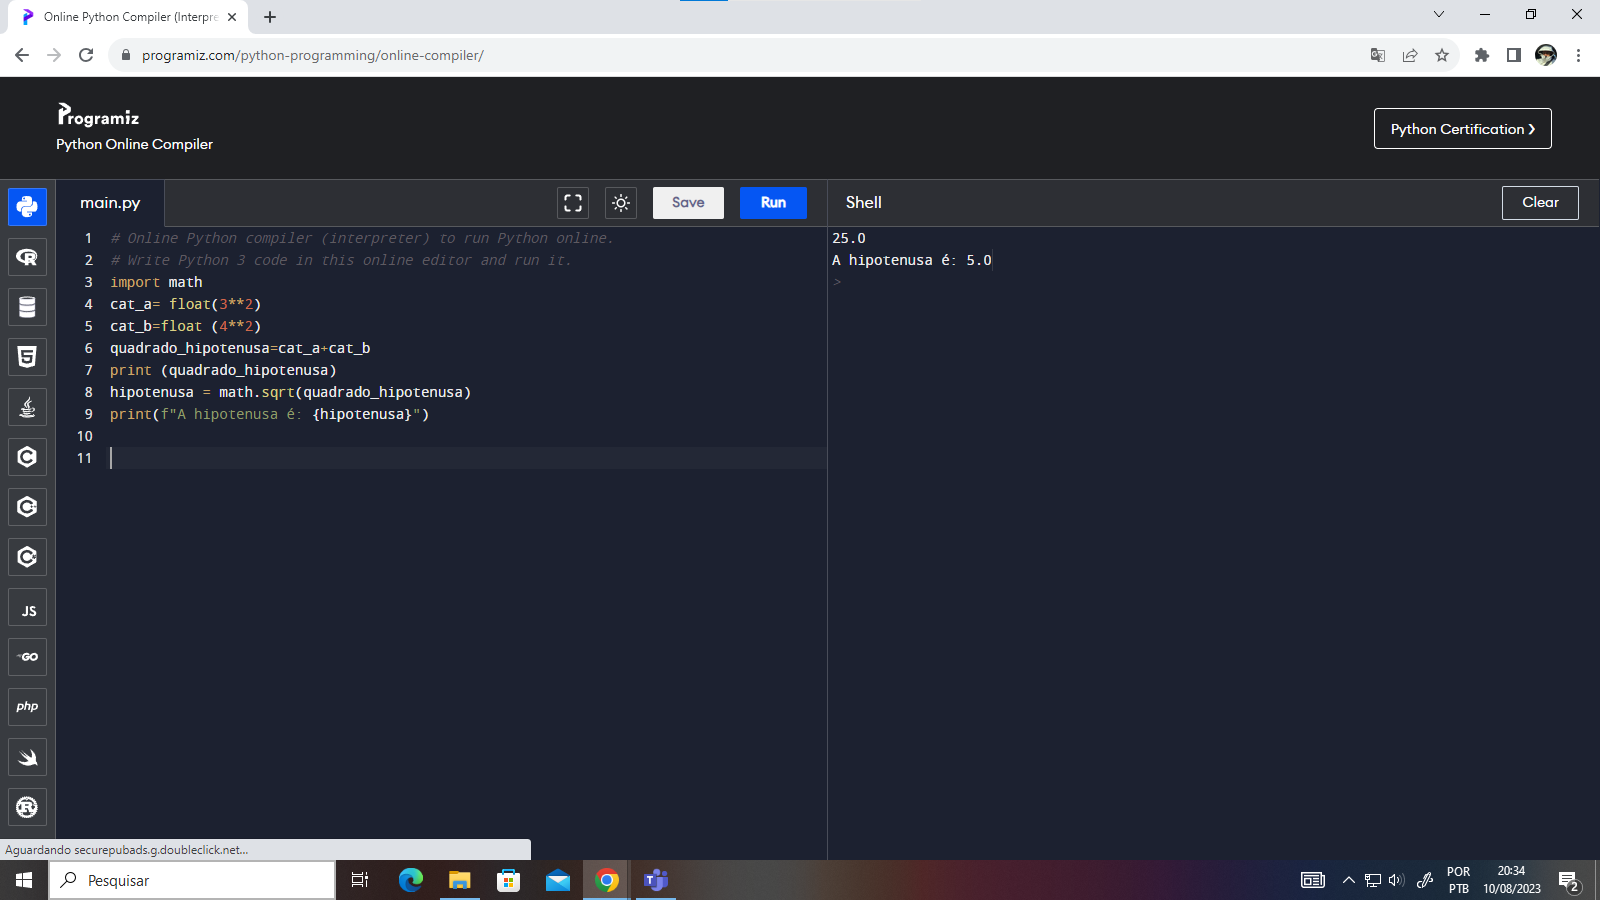 Online Python Compiler (Interpre
programiz.com/python-programming/online-compiler/
Programiz
Python Online Compiler
Python Certification ❯
main.py
Save
Run
Shell
Clear
1 # Online Python compiler (interpreter) to run Python online.
2 # Write Python 3 code in this online editor and run it.
3 import math
4 cat_a= float(3**2)
5 cat_b=float (4**2)
6 quadrado_hipotenusa=cat_a+cat_b
7 print (quadrado_hipotenusa)
8 hipotenusa = math.sqrt(quadrado_hipotenusa)
9 print(f"A hipotenusa é: {hipotenusa}")
10
11
25.0
A hipotenusa é: 5.0
>
R
5
C
C
C
JS
GO
php
R
Aguardando securepubads.g.doubleclick.net...
Pesquisar
POR
PTB
20:34
10/08/2023
2